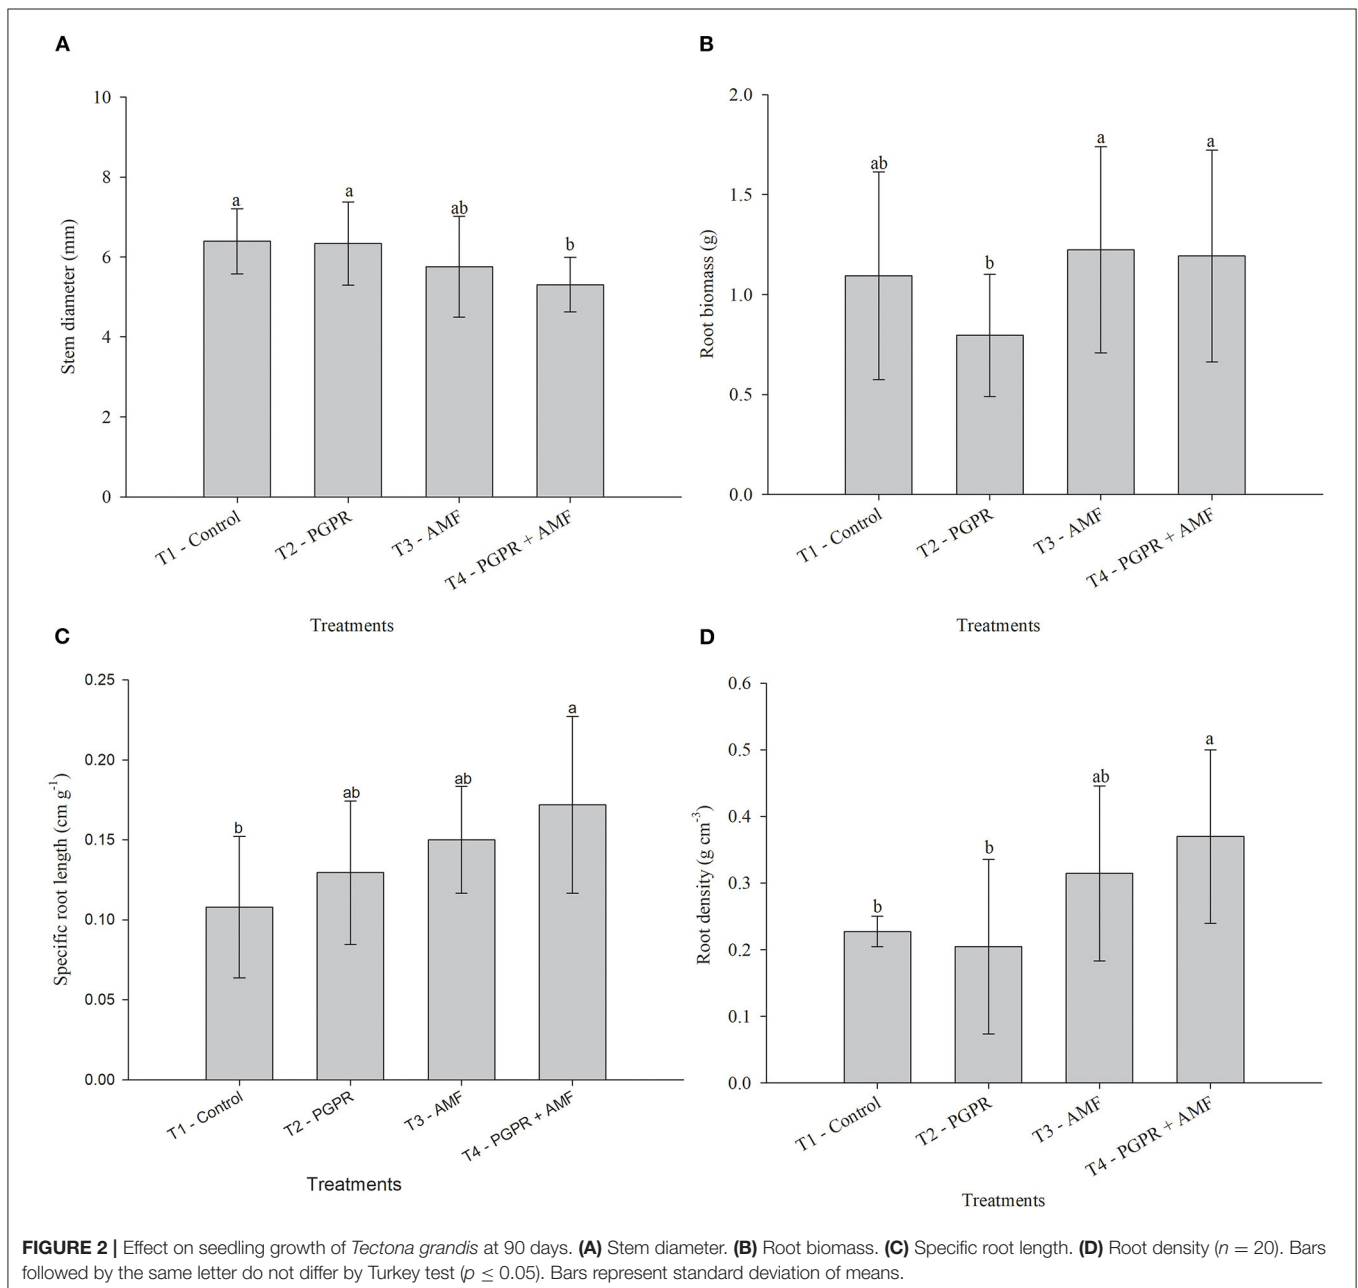 A
10
8
6
4
2
0
Stem diameter (mm)
a
a
ab
b
T1 - Control
T2 - PGPR
T3 - AMF
T4 - PGPR + AMF
Treatments
B
2.0
1.5
1.0
0.5
0.0
Root biomass (g)
ab
b
a
a
T1 - Control
T2 - PGPR
T3 - AMF
T4 - PGPR + AMF
Treatments
C
0.25
0.20
0.15
0.10
0.05
0.00
Specific root length (cm g⁻¹)
b
ab
ab
a
T1 - Control
T2 - PGPR
T3 - AMF
T4 - PGPR + AMF
Treatments
D
0.6
0.5
0.4
0.3
0.2
0.1
0.0
Root density (g cm⁻³)
b
b
ab
a
T1 - Control
T2 - PGPR
T3 - AMF
T4 - PGPR + AMF
Treatments
FIGURE 2 | Effect on seedling growth of Tectona grandis at 90 days. (A) Stem diameter. (B) Root biomass. (C) Specific root length. (D) Root density (n = 20). Bars
followed by the same letter do not differ by Turkey test (p ≤ 0.05). Bars represent standard deviation of means.